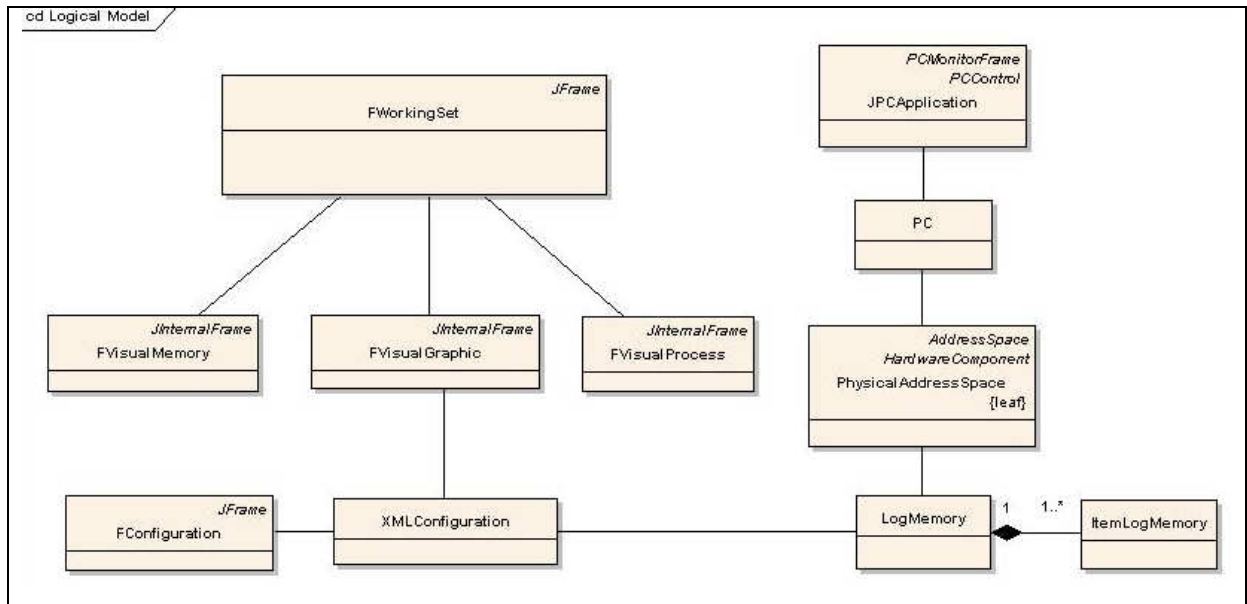 cd Logical Model
JFrame
FWorkingSet
PCMonitorFrame
PCControl
JPCApplication
PC
JInternalFrame
FVisualMemory
JInternalFrame
FVisualGraphic
JInternalFrame
FVisualProcess
AddressSpace
HardwareComponent
PhysicalAddressSpace
{leaf}
JFrame
FConfiguration
XMLConfiguration
LogMemory
1
1..*
ItemLogMemory